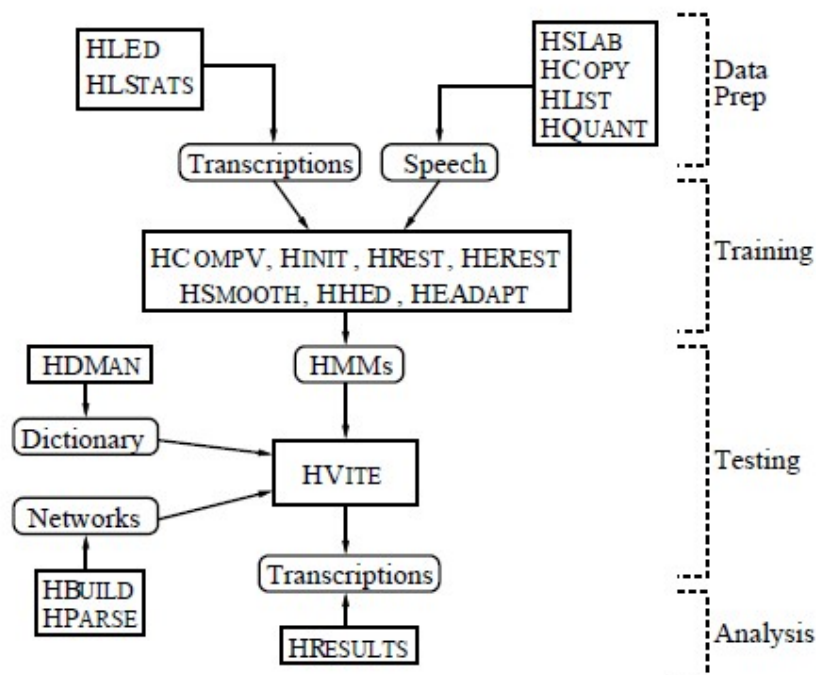 HLED
HLSTATS
HSLAB
HCOPY
HLIST
HQUANT
Data
Prep
Transcriptions
Speech
HCOMPV, HINIT, HREST, HEREST
HSMOOTH, HHED, HEADAPT
Training
HDMAN
HMMs
Dictionary
HVITE
Testing
Networks
HBUILD
HPARSE
Transcriptions
HRESULTS
Analysis